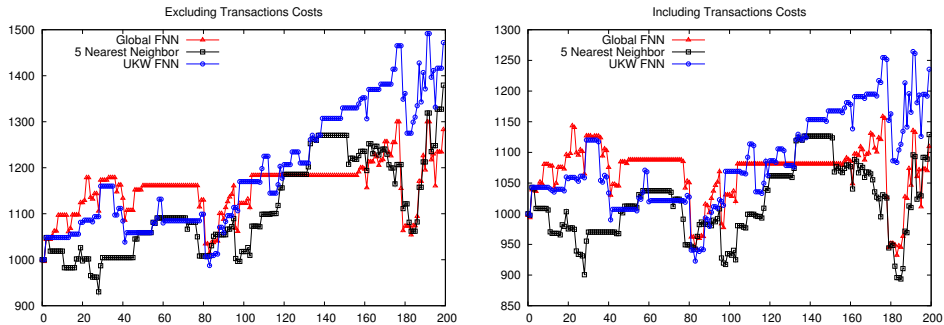 Excluding Transactions Costs
1500
1400
1300
1200
1100
1000
900
0 20 40 60 80 100 120 140 160 180 200
Global FNN
5 Nearest Neighbor
UKW FNN
Including Transactions Costs
1300
1250
1200
1150
1100
1050
1000
950
900
850
0 20 40 60 80 100 120 140 160 180 200
Global FNN
5 Nearest Neighbor
UKW FNN